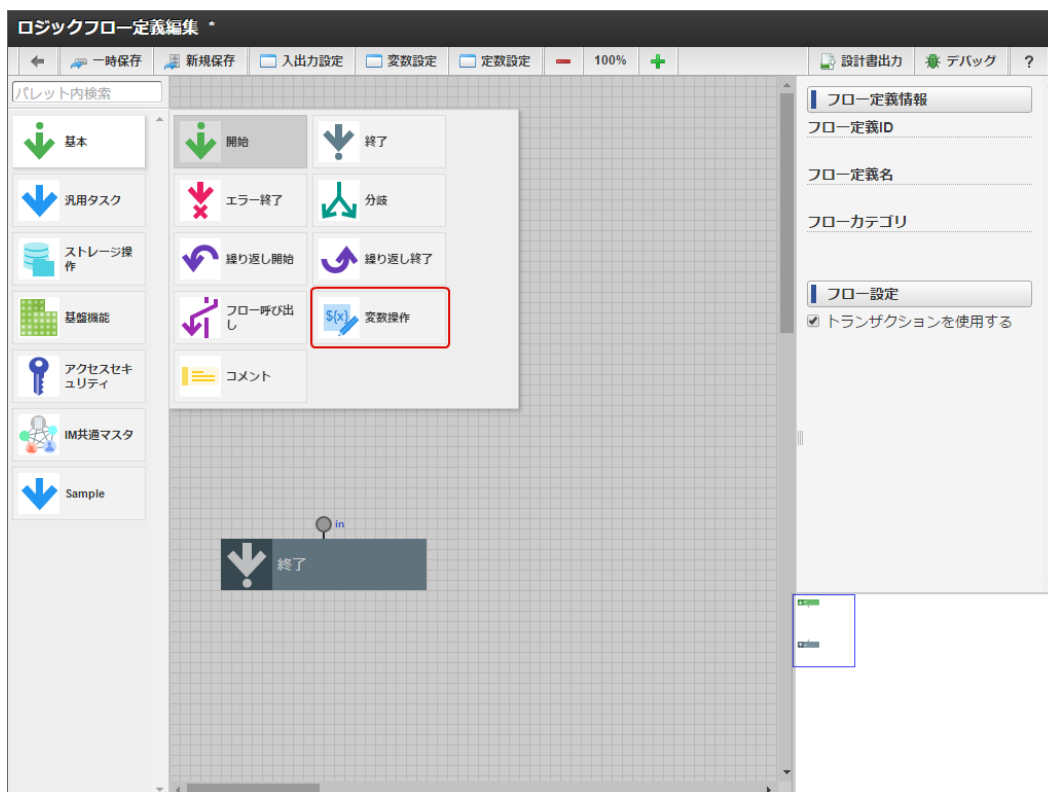 ロジックフロー定義編集 *
一時保存 新規保存 入出力設定 変数設定 定数設定 100% 設計書出力 デバッグ ?
パレット内検索
基本
汎用タスク
ストレージ操
作
基盤機能
アクセスセキ
ュリティ
IM共通マスタ
Sample
開始 終了
エラー終了 分岐
繰り返し開始 繰り返し終了
フロー呼び出
し
${x} 変数操作
コメント
in
終了
フロー定義情報
フロー定義ID
フロー定義名
フローカテゴリ
フロー設定
トランザクションを使用する